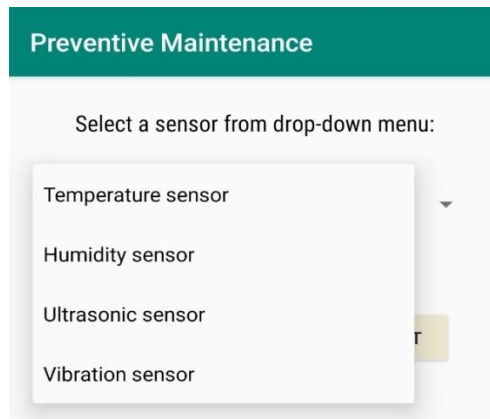 Preventive Maintenance
Select a sensor from drop-down menu:
Temperature sensor
Humidity sensor
Ultrasonic sensor
Vibration sensor